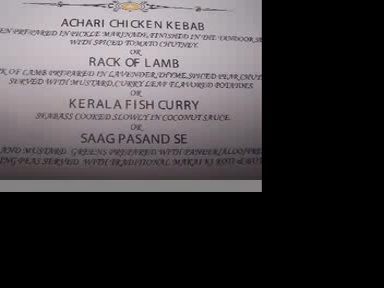 ACHARI CHICKEN KEBAB
PREPARED IN PICKLE MARINADE, FINISHED IN THE TANDOOR
WITH SPICED TOMATO CHUTNEY.
OR
RACK OF LAMB
OF LAMB PREPARED IN LAVENDER, THYME, SPICED PEAR
SERVED WITH MUSTARD, CURRY LEAF FLAVORED POTATOES.
OR
KERALA FISH CURRY
SEABASS COOKED SLOWLY IN COCONUT SAUCE.
OR
SAAG PASAND SE
AND MUSTARD GREENS PREPARED WITH PANEER/ALOO
PEAS SERVED WITH TRADITIONAL MAKAI KI ROTI &